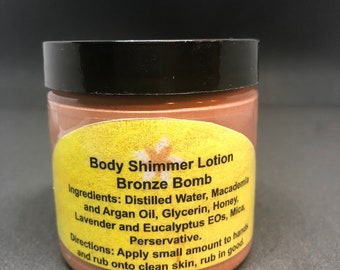 Body Shimmer Lotion
Bronze Bomb
Ingredients: Distilled Water, Macadamia
and Argan Oil, Glycerin, Honey,
Lavender and Eucalyptus EOs, Mica.
Perservative.
Directions: Apply small amount to hands
and rub onto clean skin, rub in good.